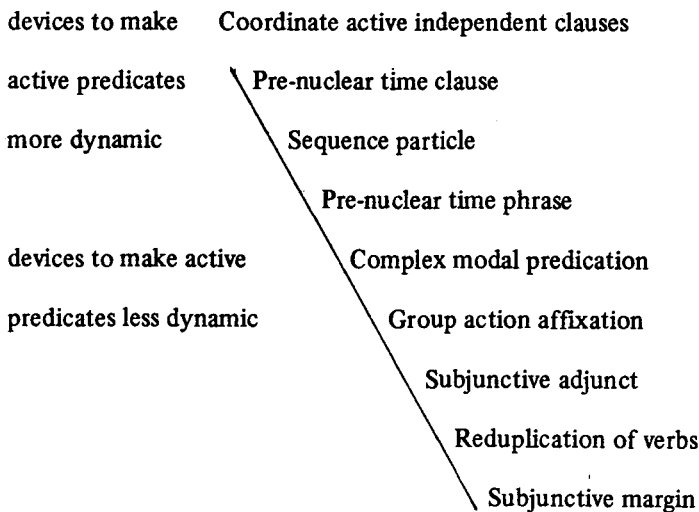 devices to make Coordinate active independent clauses
active predicates Pre-nuclear time clause
more dynamic Sequence particle
Pre-nuclear time phrase
devices to make active Complex modal predication
predicates less dynamic Group action affixation
Subjunctive adjunct
Reduplication of verbs
Subjunctive margin